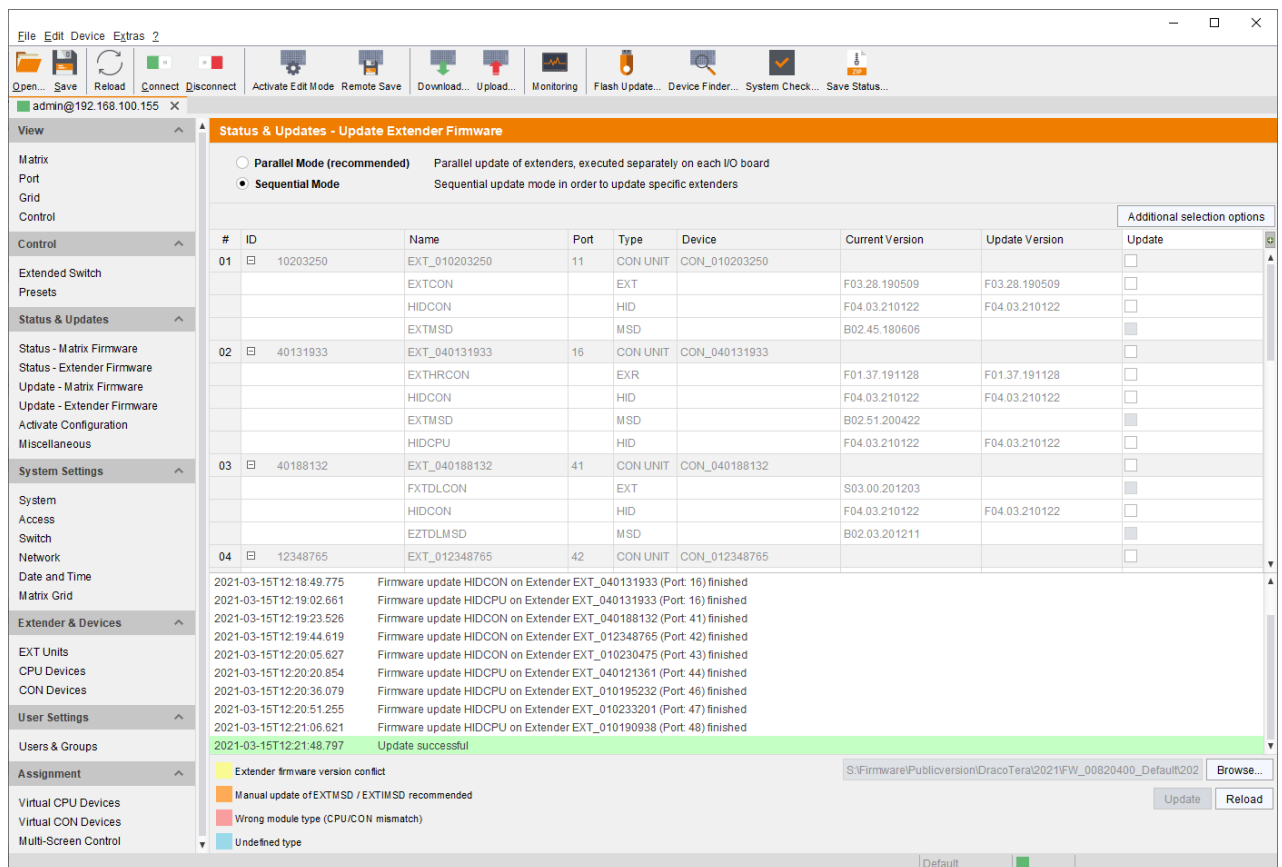 File Edit Device Extras ?
Open... Save Reload Connect Disconnect Activate Edit Mode Remote Save Download... Upload... Monitoring Flash Update... Device Finder... System Check... Save Status...
ZIP
admin@192.168.100.155
View
Matrix
Port
Grid
Control
Control
Extended Switch
Presets
Status & Updates
Status - Matrix Firmware
Status - Extender Firmware
Update - Matrix Firmware
Update - Extender Firmware
Activate Configuration
Miscellaneous
System Settings
System
Access
Switch
Network
Date and Time
Matrix Grid
Extender & Devices
EXT Units
CPU Devices
CON Devices
User Settings
Users & Groups
Assignment
Virtual CPU Devices
Virtual CON Devices
Multi-Screen Control
Status & Updates - Update Extender Firmware
Parallel Mode (recommended) Parallel update of extenders, executed separately on each I/O board
Sequential Mode Sequential update mode in order to update specific extenders
Additional selection options
# ID Name Port Type Device Current Version Update Version Update
01 10203250 EXT_010203250 11 CON UNIT CON_010203250
EXTCON EXT F03.28.190509 F03.28.190509
HIDCON HID F04.03.210122 F04.03.210122
EXTMSD MSD B02.45.180606
02 40131933 EXT_040131933 16 CON UNIT CON_040131933
EXTHRCON EXR F01.37.191128 F01.37.191128
HIDCON HID F04.03.210122 F04.03.210122
EXTMSD MSD B02.51.200422
HIDCPU HID F04.03.210122 F04.03.210122
03 40188132 EXT_040188132 41 CON UNIT CON_040188132
FXTDLCON EXT S03.00.201203
HIDCON HID F04.03.210122 F04.03.210122
EZTDLMSD MSD B02.03.201211
04 12348765 EXT_012348765 42 CON UNIT CON_012348765
2021-03-15T12:18:49.775 Firmware update HIDCON on Extender EXT_040131933 (Port: 16) finished
2021-03-15T12:19:02.661 Firmware update HIDCPU on Extender EXT_040131933 (Port: 16) finished
2021-03-15T12:19:23.526 Firmware update HIDCON on Extender EXT_040188132 (Port: 41) finished
2021-03-15T12:19:44.619 Firmware update HIDCON on Extender EXT_012348765 (Port: 42) finished
2021-03-15T12:20:05.627 Firmware update HIDCON on Extender EXT_010230475 (Port: 43) finished
2021-03-15T12:20:20.854 Firmware update HIDCPU on Extender EXT_040121361 (Port: 44) finished
2021-03-15T12:20:36.079 Firmware update HIDCPU on Extender EXT_010195232 (Port: 46) finished
2021-03-15T12:20:51.255 Firmware update HIDCPU on Extender EXT_010233201 (Port: 47) finished
2021-03-15T12:21:06.621 Firmware update HIDCPU on Extender EXT_010190938 (Port: 48) finished
2021-03-15T12:21:48.797 Update successful
Extender firmware version conflict
Manual update of EXTMSD / EXTIMSD recommended
Wrong module type (CPU/CON mismatch)
Undefined type
S:\Firmware\Publicversion\DracoTera\2021\FW_00820400_Default\202 Browse...
Update Reload
Default